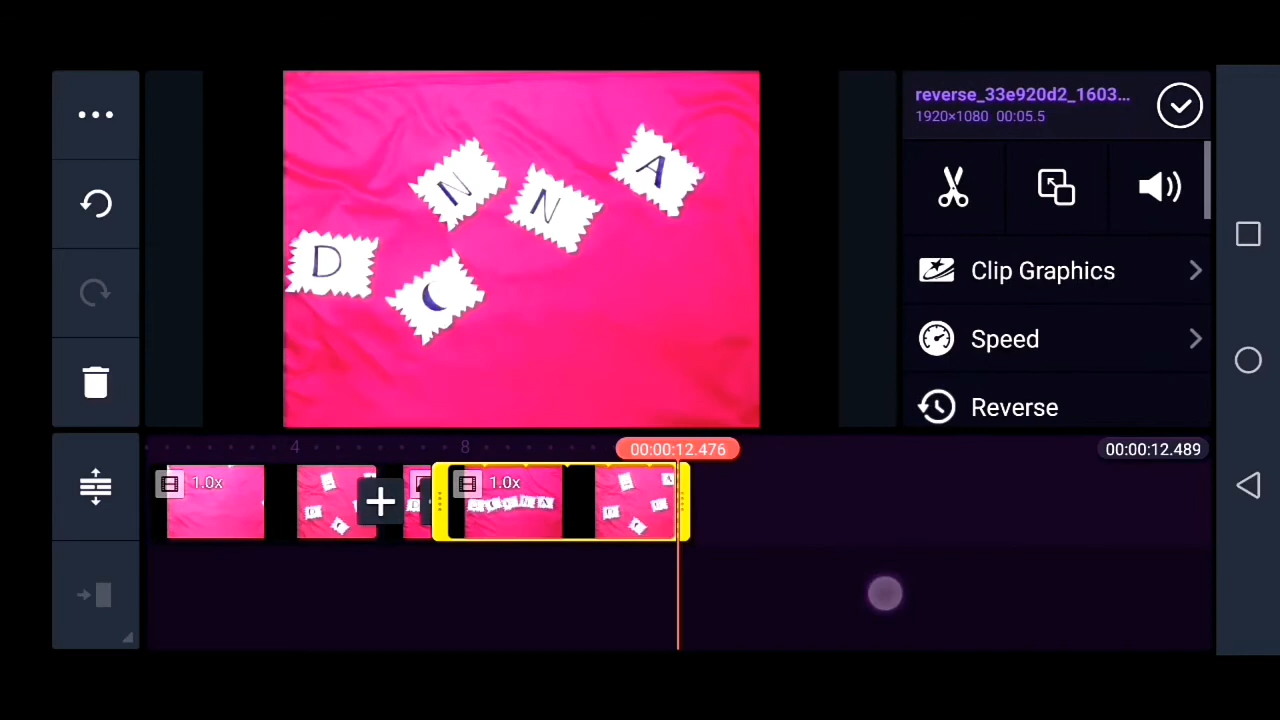 reverse_33e920d2_1603...
1920×1080 00:05.5
A
N
N
D
C
Clip Graphics
Speed
Reverse
4
8
00:00:12.476
00:00:12.489
1.0x
1.0x